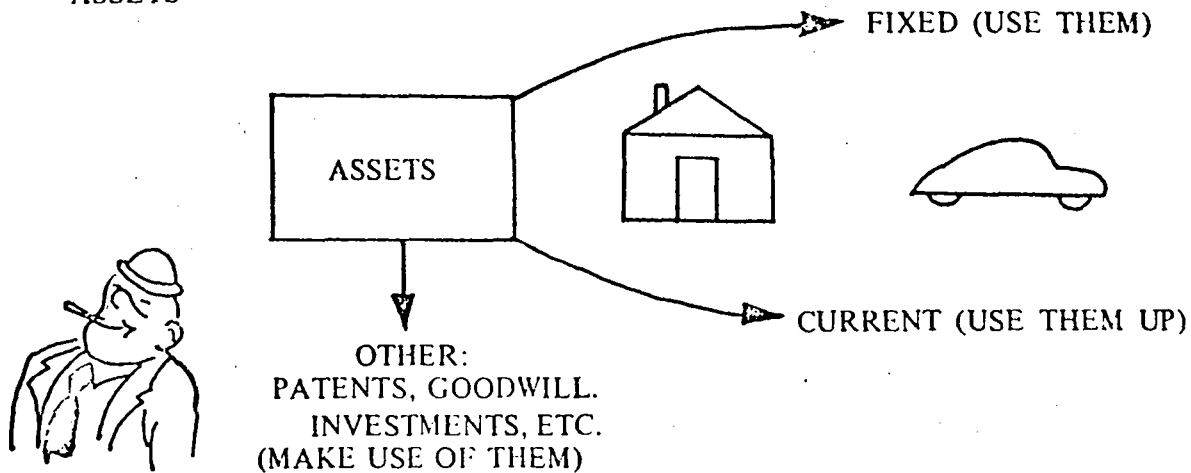 ASSETS
FIXED (USE THEM)
ASSETS
CURRENT (USE THEM UP)
OTHER:
PATENTS, GOODWILL.
INVESTMENTS, ETC.
(MAKE USE OF THEM)